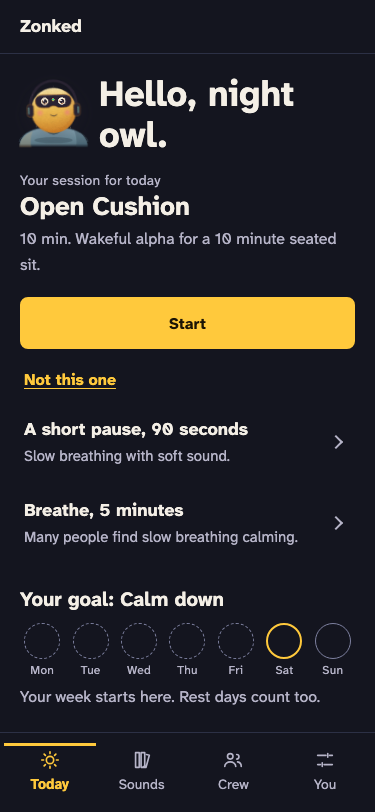 Zonked
Hello, night
owl.
Your session for today
Open Cushion
10 min. Wakeful alpha for a 10 minute seated
sit.
Start
Not this one
A short pause, 90 seconds
Slow breathing with soft sound.
Breathe, 5 minutes
Many people find slow breathing calming.
Your goal: Calm down
Mon Tue Wed Thu Fri Sat Sun
Your week starts here. Rest days count too.
Today Sounds Crew You